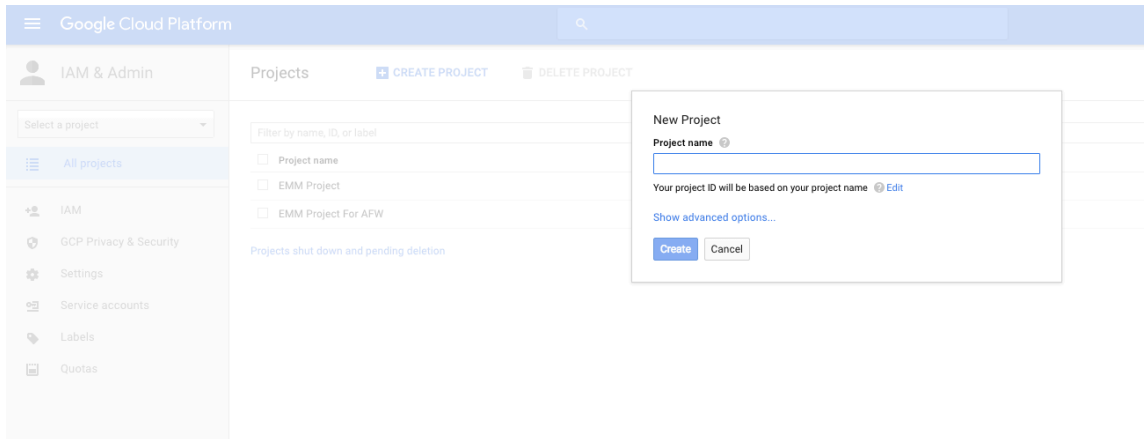 Google Cloud Platform
IAM & Admin
Projects
CREATE PROJECT
DELETE PROJECT
Select a project
All projects
IAM
GCP Privacy & Security
Settings
Service accounts
Labels
Quotas
Filter by name, ID, or label
Project name
EMM Project
EMM Project For AFW
Projects shut down and pending deletion
New Project
Project name
Your project ID will be based on your project name Edit
Show advanced options...
Create Cancel